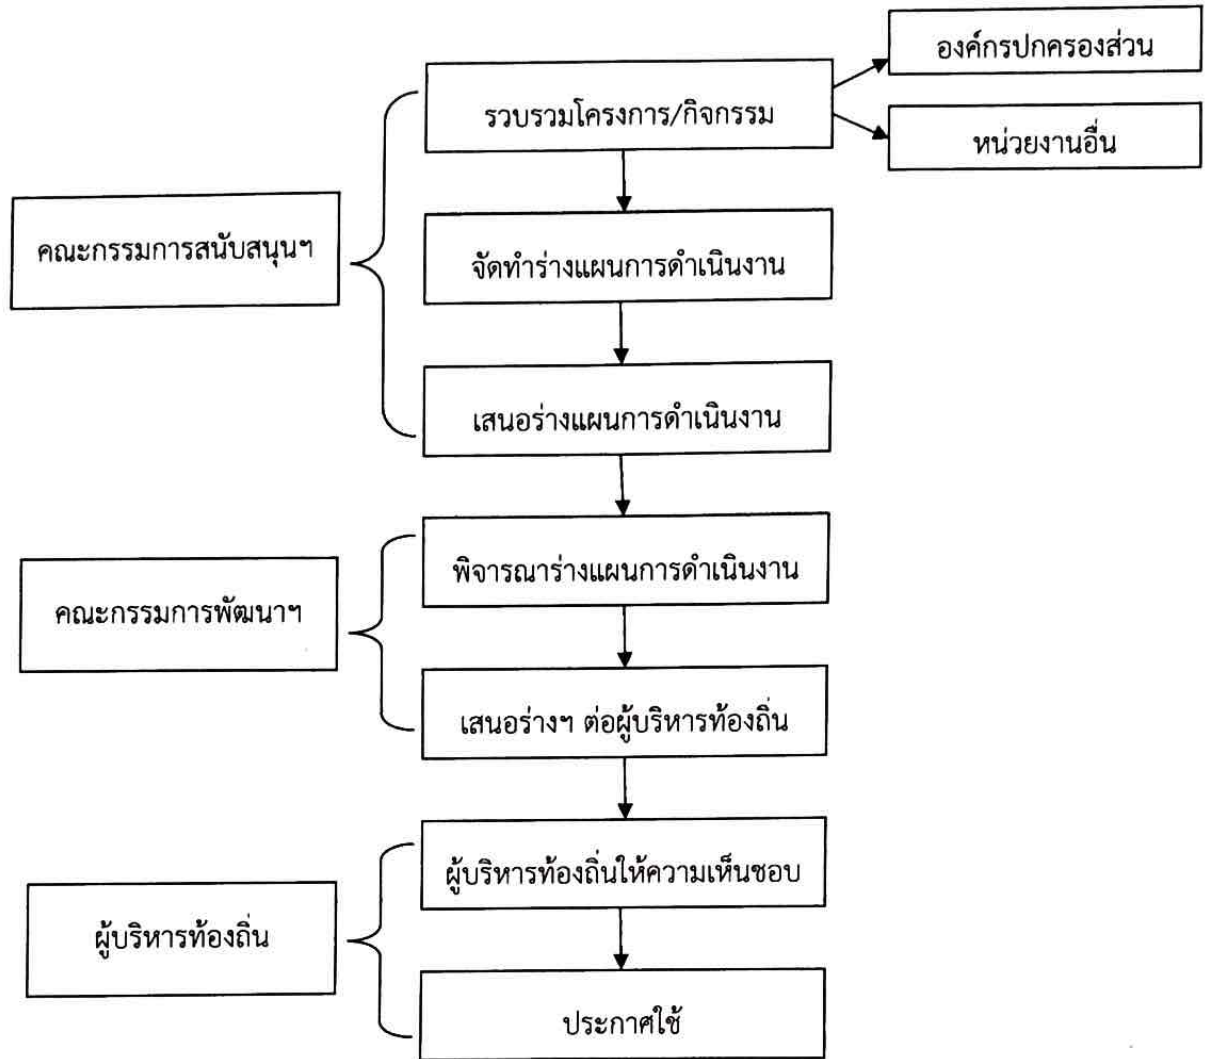 องค์กรปกครองส่วน
รวบรวมโครงการ/กิจกรรม
หน่วยงานอื่น
คณะกรรมการสนับสนุนฯ
จัดทำร่างแผนการดำเนินงาน
เสนอร่างแผนการดำเนินงาน
พิจารณาร่างแผนการดำเนินงาน
คณะกรรมการพัฒนาฯ
เสนอร่างฯ ต่อผู้บริหารท้องถิ่น
ผู้บริหารท้องถิ่นให้ความเห็นชอบ
ผู้บริหารท้องถิ่น
ประกาศใช้